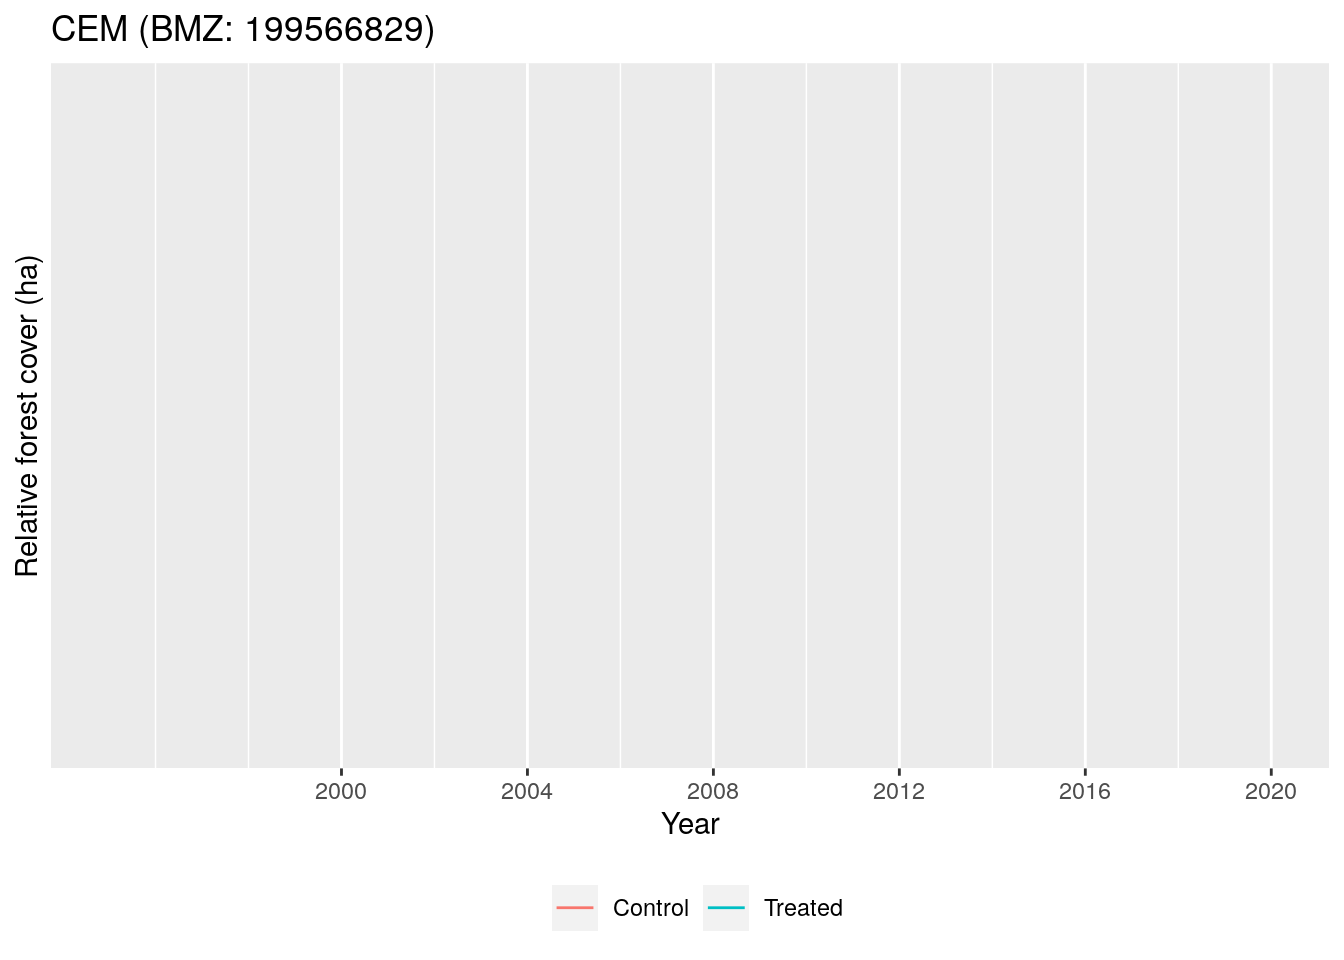 CEM (BMZ: 199566829)
Relative forest cover (ha)
2000 2004 2008 2012 2016 2020
Year
Control Treated